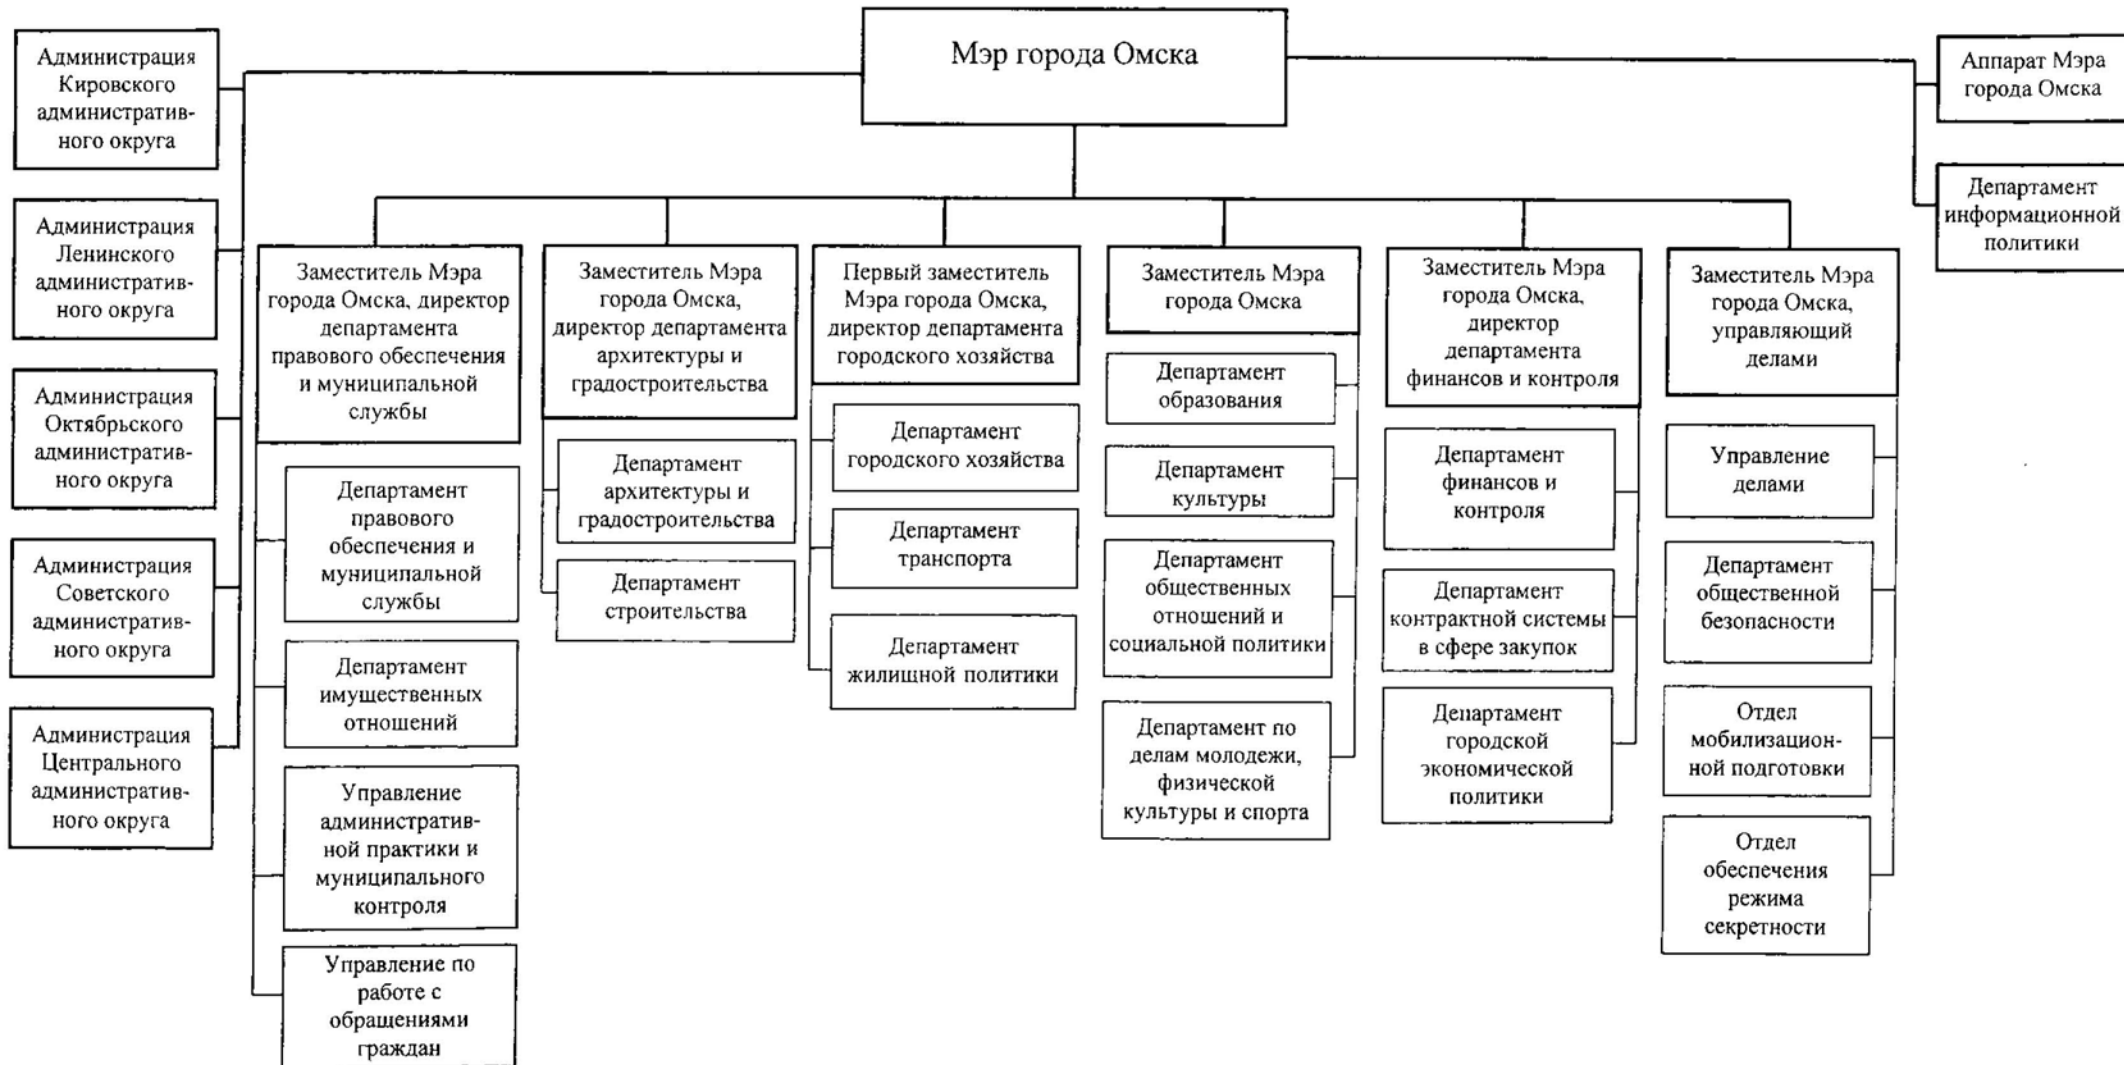 Мэр города Омска
Администрация
Кировского
административ-
ного округа
Администрация
Ленинского
административ-
ного округа
Администрация
Октябрьского
административ-
ного округа
Администрация
Советского
административ-
ного округа
Администрация
Центрального
административ-
ного округа
Аппарат Мэра
города Омска
Департамент
информационной
политики
Заместитель Мэра
города Омска, директор
департамента
правового обеспечения
и муниципальной
службы
Департамент
правового
обеспечения и
муниципальной
службы
Департамент
имущественных
отношений
Управление
административ-
ной практики и
муниципального
контроля
Управление по
работе с
обращениями
граждан
Заместитель Мэра
города Омска,
директор департамента
архитектуры и
градостроительства
Департамент
архитектуры и
градостроительства
Департамент
строительства
Первый заместитель
Мэра города Омска,
директор департамента
городского хозяйства
Департамент
городского хозяйства
Департамент
транспорта
Департамент
жилищной политики
Заместитель Мэра
города Омска
Департамент
образования
Департамент
культуры
Департамент
общественных
отношений и
социальной политики
Департамент по
делам молодежи,
физической
культуры и спорта
Заместитель Мэра
города Омска,
директор
департамента
финансов и контроля
Департамент
финансов и
контроля
Департамент
контрактной системы
в сфере закупок
Департамент
городской
экономической
политики
Заместитель Мэра
города Омска,
управляющий
делами
Управление
делами
Департамент
общественной
безопасности
Отдел
мобилизацион-
ной подготовки
Отдел
обеспечения
режима
секретности